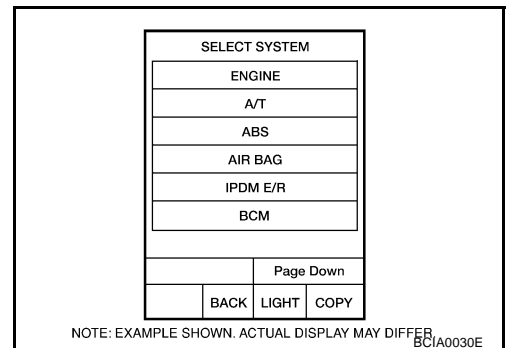 SELECT SYSTEM
ENGINE
A/T
ABS
AIR BAG
IPDM E/R
BCM
Page Down
BACK LIGHT COPY
NOTE: EXAMPLE SHOWN. ACTUAL DISPLAY MAY DIFFER.
BCIA0030E